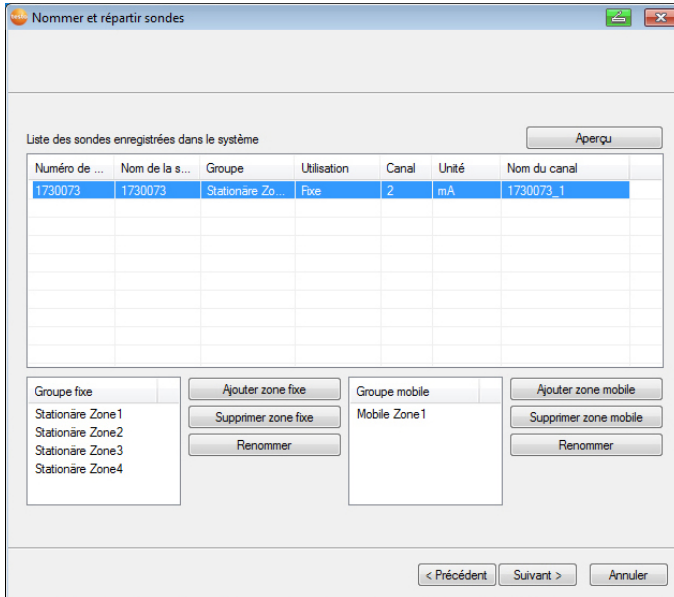 testo Nommer et répartir sondes
Liste des sondes enregistrées dans le système
Aperçu
Numéro de ... Nom de la s... Groupe Utilisation Canal Unité Nom du canal
1730073 1730073 Stationäre Zo... Fixe 2 mA 1730073_1
Groupe fixe
Stationäre Zone1
Stationäre Zone2
Stationäre Zone3
Stationäre Zone4
Ajouter zone fixe
Supprimer zone fixe
Renommer
Groupe mobile
Mobile Zone1
Ajouter zone mobile
Supprimer zone mobile
Renommer
< Précédent Suivant > Annuler